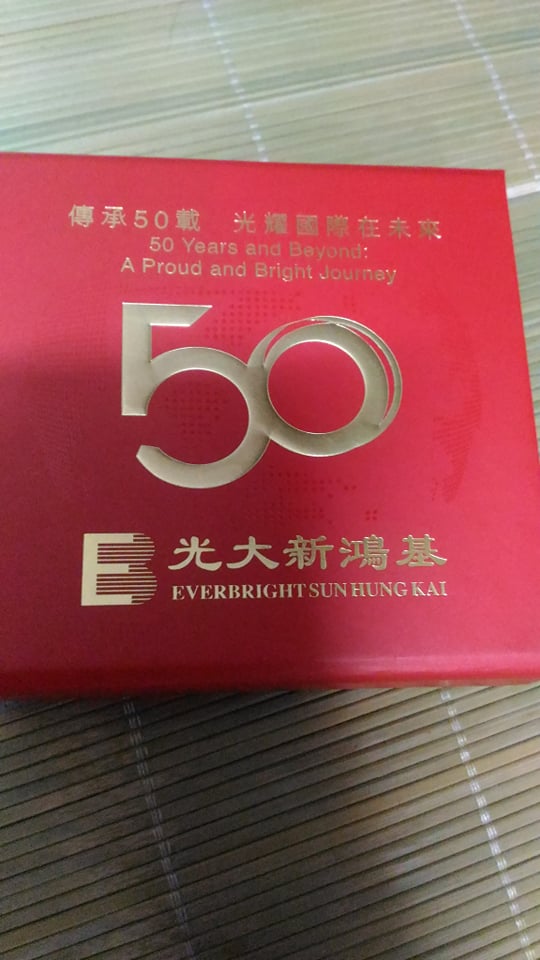 傳承50載 光耀國際在未來
50 Years and Beyond:
A Proud and Bright Journey
50
光大新鴻基
EVERBRIGHT SUN HUNG KAI